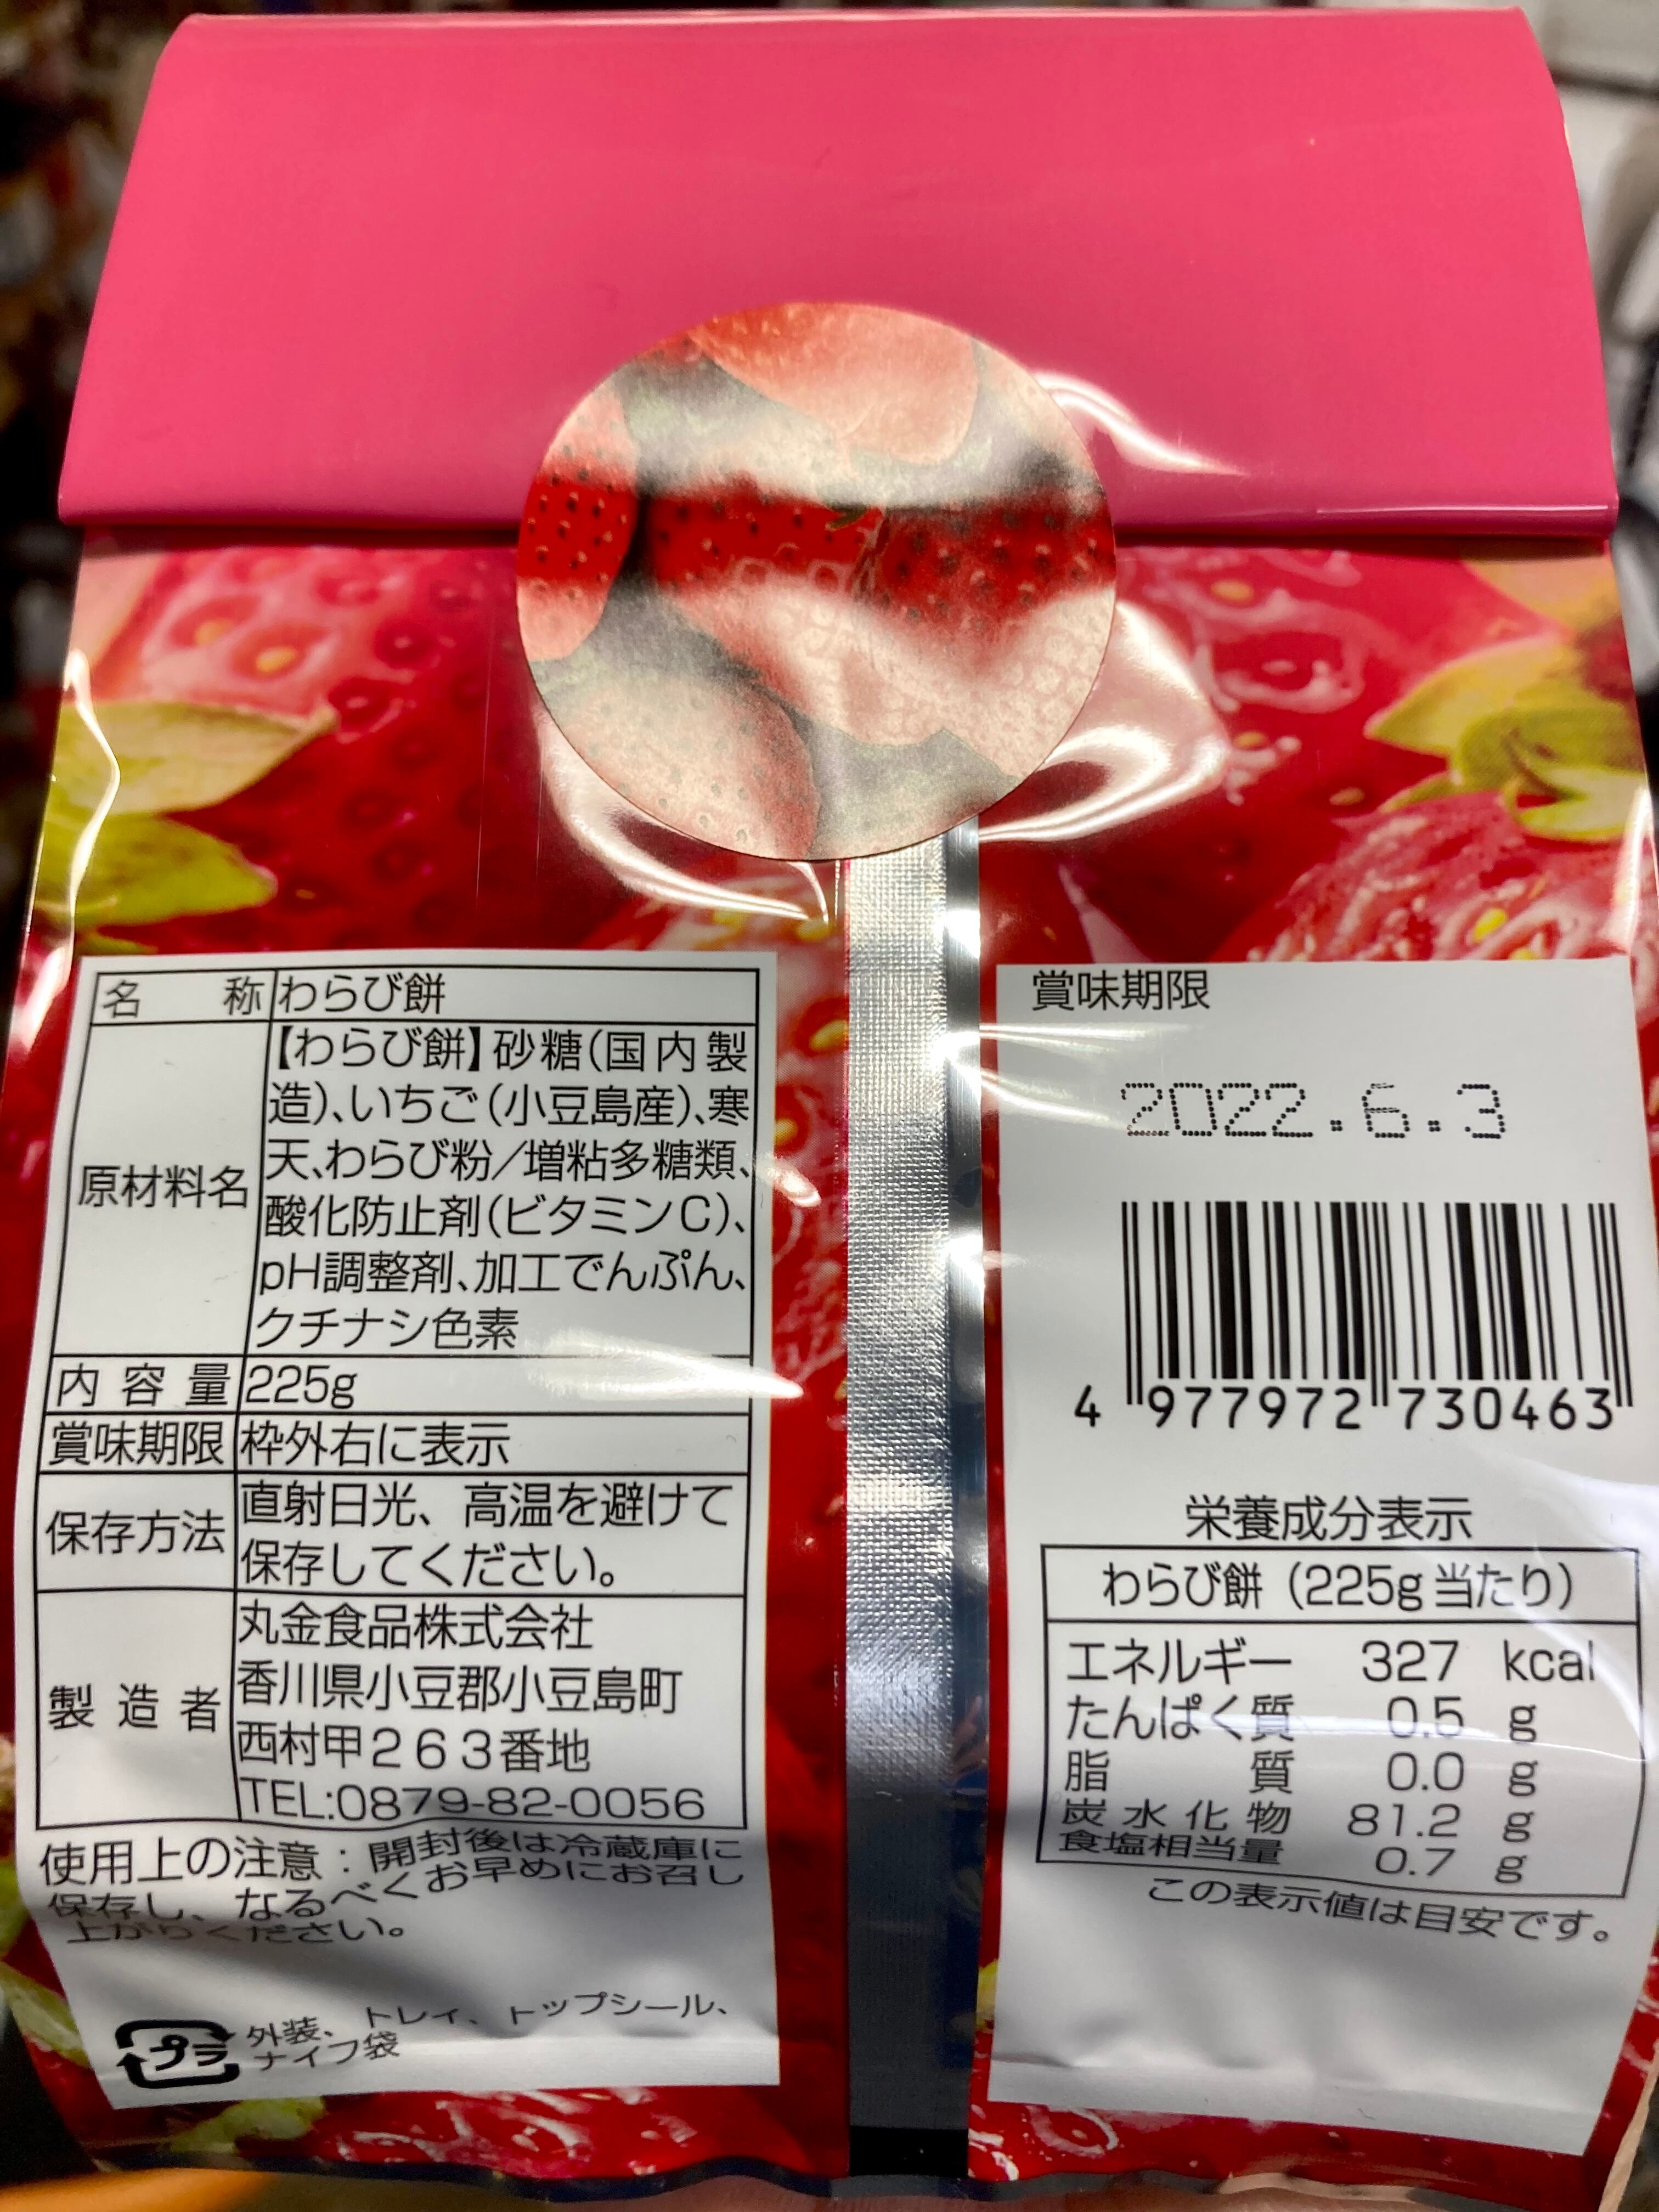 名 称 わらび餅
原材料名 【わらび餅】砂糖(国内製
造)、いちご(小豆島産)、寒
天、わらび粉/増粘多糖類、
酸化防止剤(ビタミンC)、
pH調整剤、加工でんぷん、
クチナシ色素
内容量 225g
賞味期限 枠外右に表示
保存方法 直射日光、高温を避けて
保存してください。
製造者 丸金食品株式会社
香川県小豆郡小豆島町
西村甲263番地
TEL:0879-82-0056
使用上の注意:開封後は冷蔵庫に
保存し、なるべくお早めにお召し
上がりください。
プラ 外装、トレイ、トップシール、
ナイフ袋
賞味期限
2022.6.3
4 977972 730463
栄養成分表示
わらび餅(225g当たり)
エネルギー 327 kcal
たんぱく質 0.5 g
脂質 0.0 g
炭水化物 81.2 g
食塩相当量 0.7 g
この表示値は目安です。